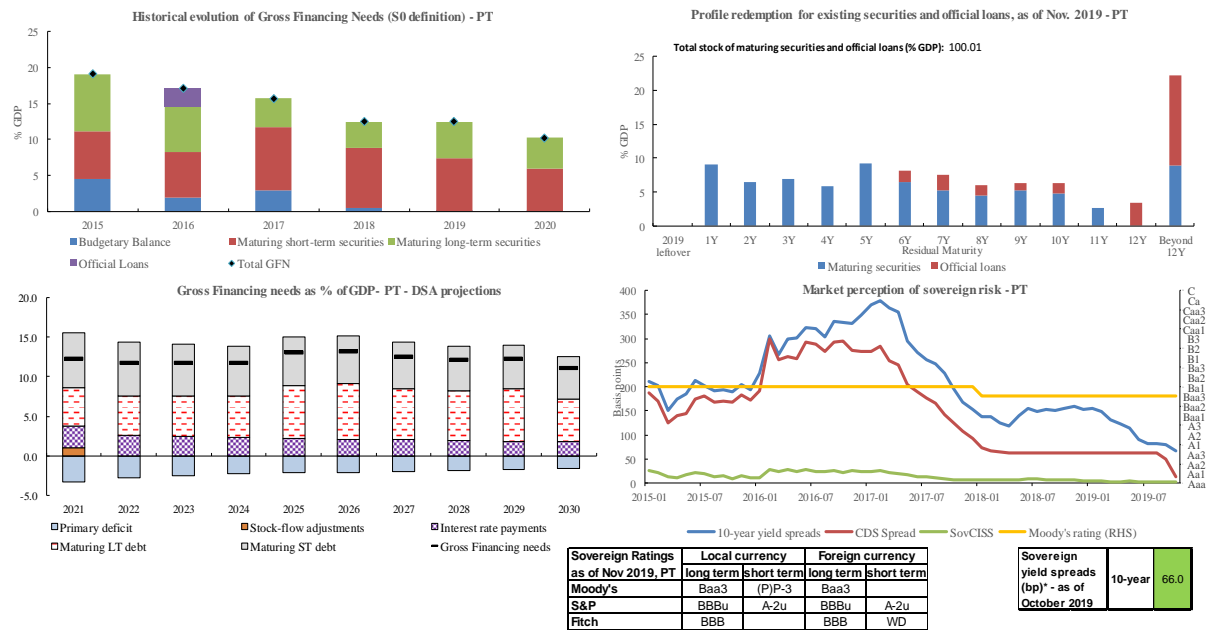 Historical evolution of Gross Financing Needs (S0 definition) - PT
25
20
15
10
5
0
% GDP
2015 2016 2017 2018 2019 2020
Budgetary Balance Maturing short-term securities Maturing long-term securities
Official Loans Total GFN
Profile redemption for existing securities and official loans, as of Nov. 2019 - PT
Total stock of maturing securities and official loans (% GDP): 100.01
25
20
15
10
5
0
% GDP
2019 leftover 1Y 2Y 3Y 4Y 5Y 6Y 7Y 8Y 9Y 10Y 11Y 12Y Beyond 12Y
Residual Maturity
Maturing securities Official loans
Gross Financing needs as % of GDP- PT - DSA projections
20.0
15.0
10.0
5.0
0.0
-5.0
2021 2022 2023 2024 2025 2026 2027 2028 2029 2030
Primary deficit Stock-flow adjustments Interest rate payments
Maturing LT debt Maturing ST debt Gross Financing needs
Market perception of sovereign risk - PT
400
350
300
250
200
150
100
50
0
Basis points
C
Ca
Caa3
Caa2
Caa1
B3
B2
B1
Ba3
Ba2
Ba1
Baa3
Baa2
Baa1
A3
A2
A1
Aa3
Aa2
Aa1
Aaa
2015-01 2015-07 2016-01 2016-07 2017-01 2017-07 2018-01 2018-07 2019-01 2019-07
10-year yield spreads CDS Spread SovCISS Moody's rating (RHS)
Sovereign Ratings Local currency Foreign currency
as of Nov 2019, PT long term short term long term short term
Moody's Baa3 (P)P-3 Baa3
S&P BBBu A-2u BBBu A-2u
Fitch BBB BBB WD
Sovereign
yield spreads
(bp)* - as of
October 2019
10-year 66.0